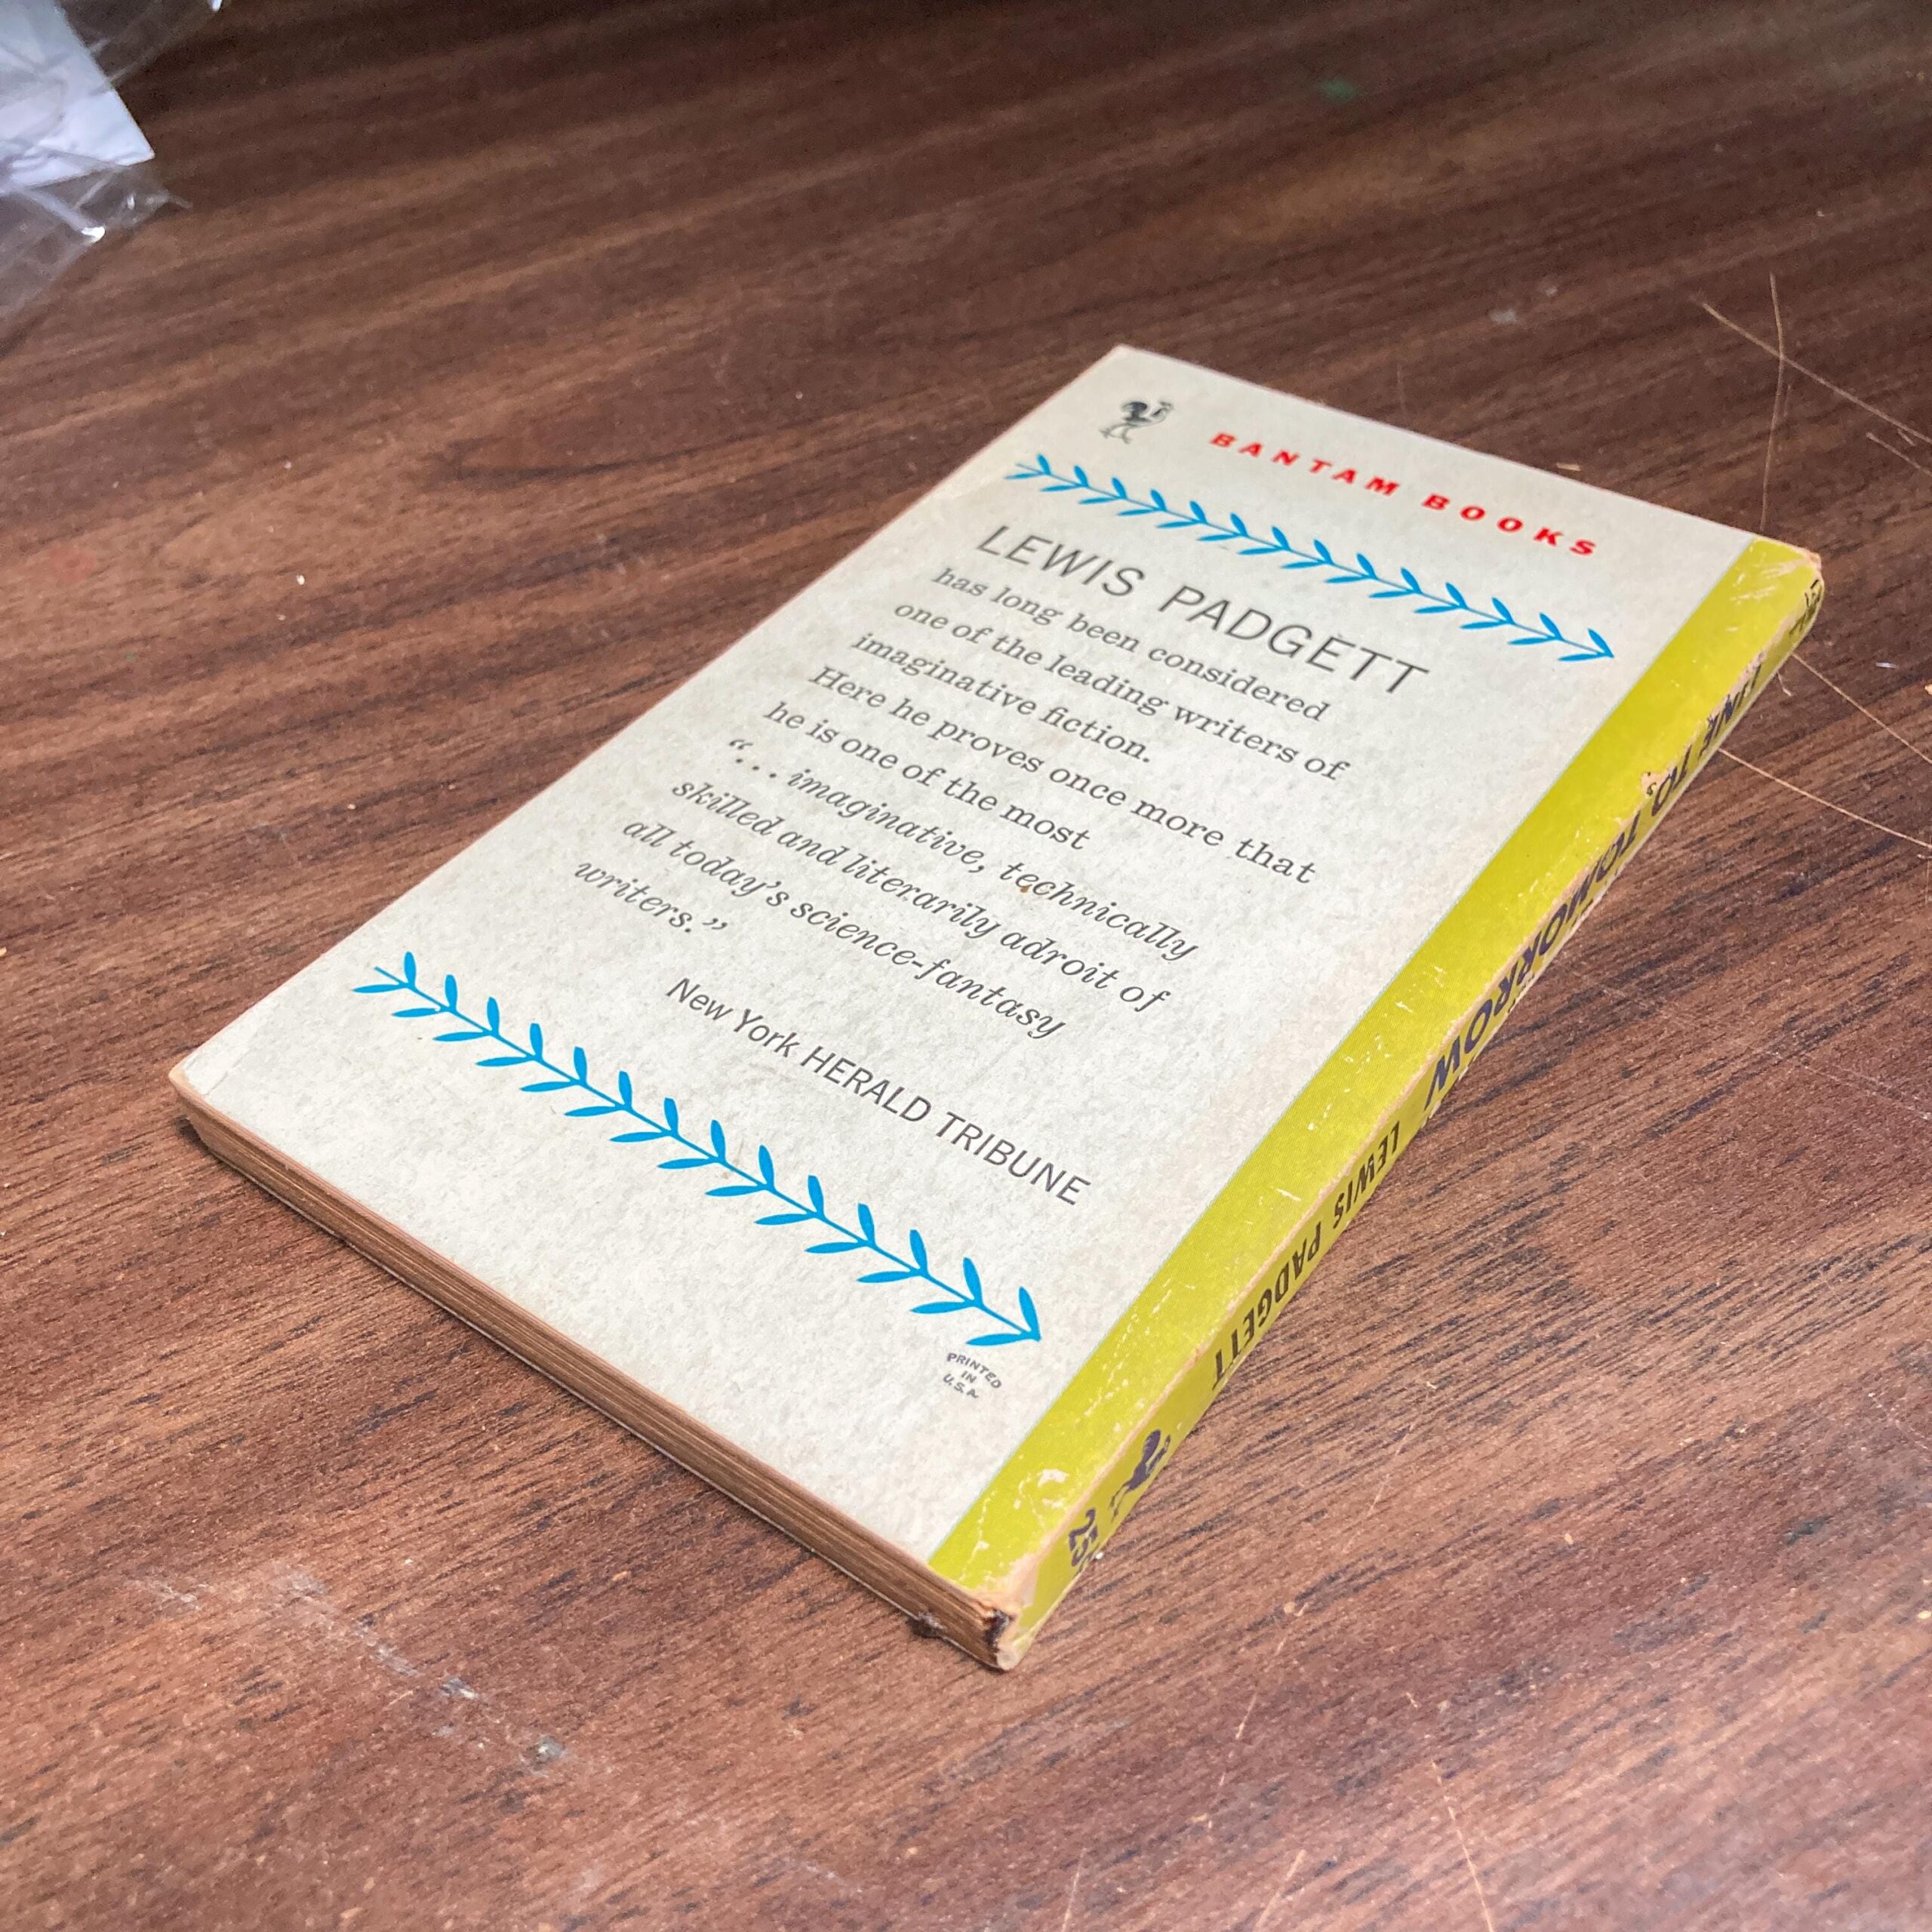 BANTAM BOOKS
LEWIS PADGETT
has long been considered
one of the leading writers of
imaginative fiction.
Here he proves once more that
he is one of the most
“... imaginative, technically
skilled and literarily adroit of
all today’s science-fantasy
writers.”
New York HERALD TRIBUNE
PRINTED
IN
U.S.A.
LINE TO TOMORROW
LEWIS PADGETT